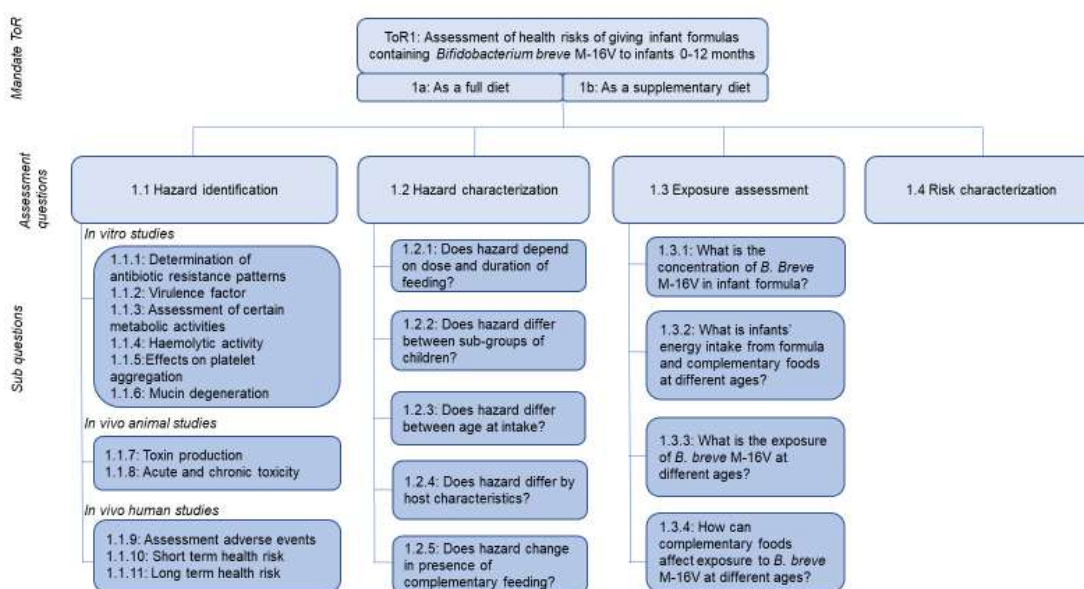 Mandate ToR
ToR1: Assessment of health risks of giving infant formulas
containing Bifidobacterium breve M-16V to infants 0-12 months
1a: As a full diet
1b: As a supplementary diet
Assessment
questions
1.1 Hazard identification
1.2 Hazard characterization
1.3 Exposure assessment
1.4 Risk characterization
Sub questions
In vitro studies
1.1.1: Determination of
antibiotic resistance patterns
1.1.2: Virulence factor
1.1.3: Assessment of certain
metabolic activities
1.1.4: Haemolytic activity
1.1.5:Effects on platelet
aggregation
1.1.6: Mucin degeneration
In vivo animal studies
1.1.7: Toxin production
1.1.8: Acute and chronic toxicity
In vivo human studies
1.1.9: Assessment adverse events
1.1.10: Short term health risk
1.1.11: Long term health risk
1.2.1: Does hazard depend
on dose and duration of
feeding?
1.2.2: Does hazard differ
between sub-groups of
children?
1.2.3: Does hazard differ
between age at intake?
1.2.4: Does hazard differ by
host characteristics?
1.2.5: Does hazard change
in presence of
complementary feeding?
1.3.1: What is the
concentration of B. Breve
M-16V in infant formula?
1.3.2: What is infants'
energy intake from formula
and complementary foods
at different ages?
1.3.3: What is the exposure
of B. breve M-16V at
different ages?
1.3.4: How can
complementary foods
affect exposure to B. breve
M-16V at different ages?